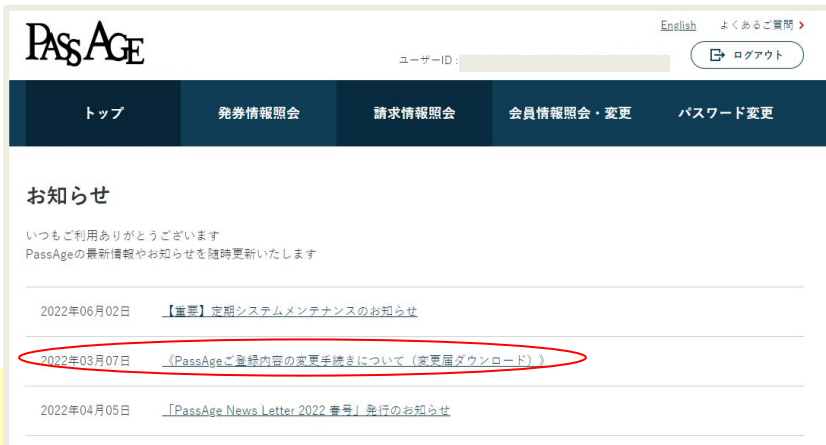 PASSAGE
English よくあるご質問
ユーザーID:
ログアウト
トップ 発券情報照会 請求情報照会 会員情報照会・変更 パスワード変更
お知らせ
いつもご利用ありがとうございます
PassAgeの最新情報やお知らせを随時更新いたします
2022年06月02日 【重要】定期システムメンテナンスのお知らせ
2022年03月07日 《PassAgeご登録内容の変更手続きについて（変更届ダウンロード）》
2022年04月05日 「PassAge News Letter 2022 春号」発行のお知らせ